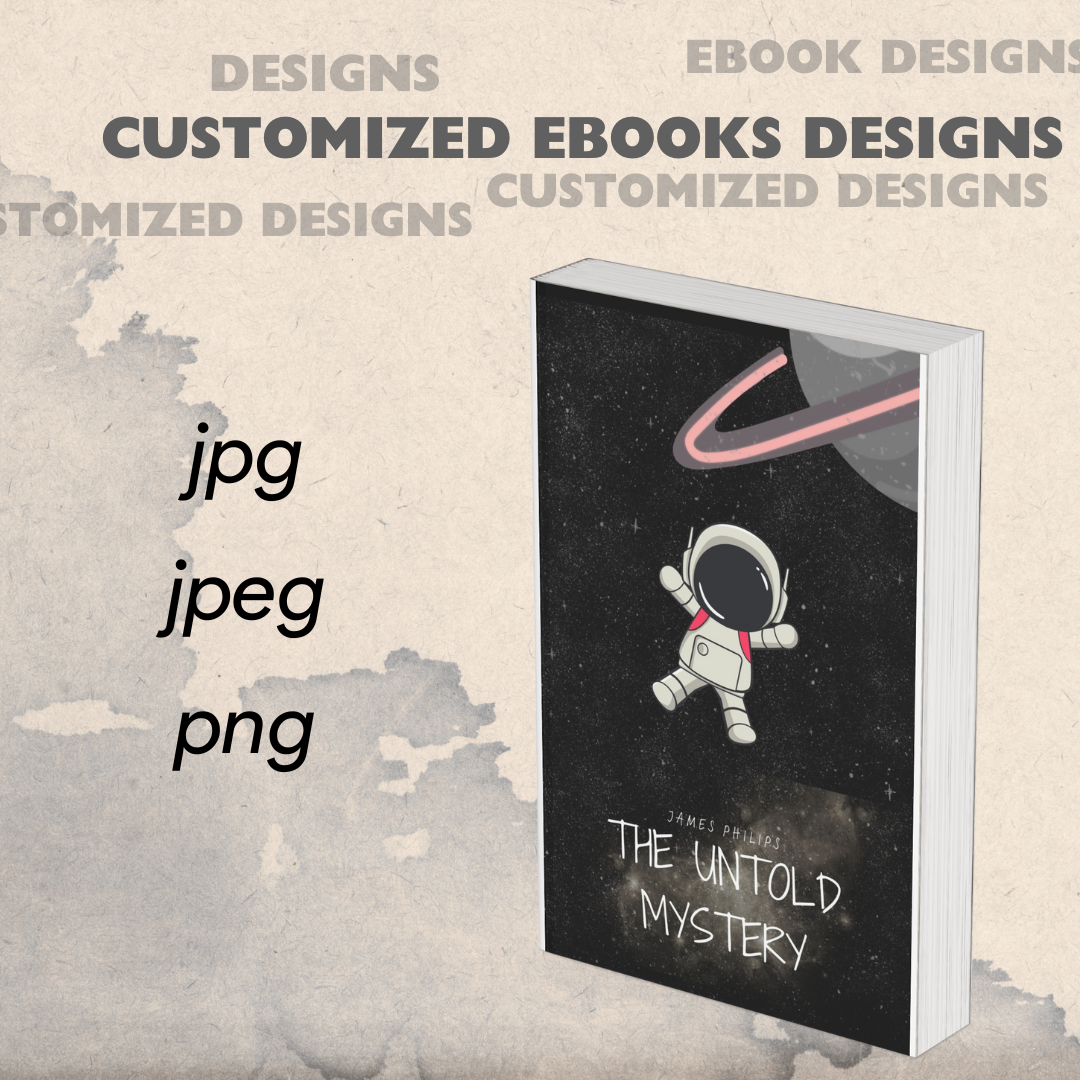 DESIGNS
EBOOK DESIGNS
CUSTOMIZED EBOOKS DESIGNS
CUSTOMIZED DESIGNS
STOMIZED DESIGNS
jpg
jpeg
png
JAMES PHILIPS
THE UNTOLD
MYSTERY